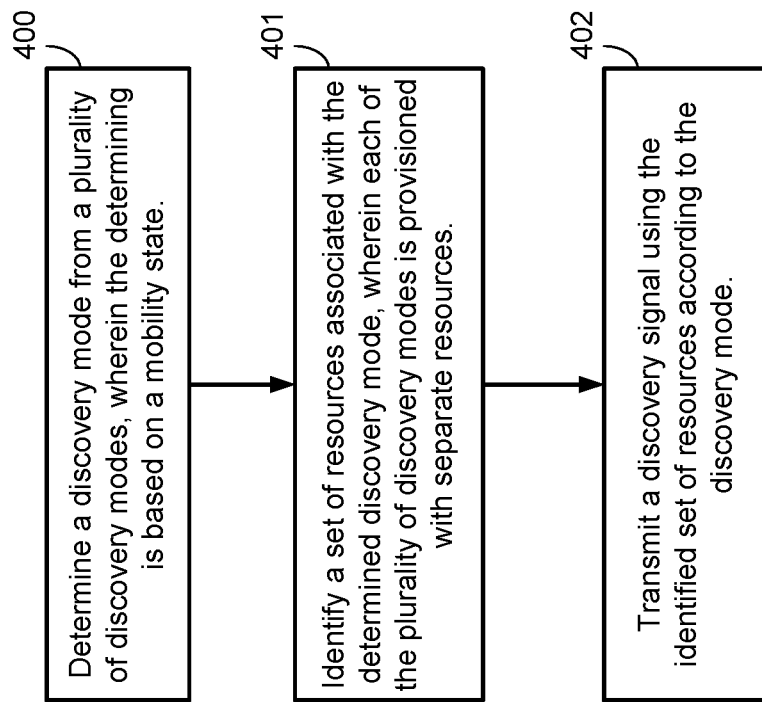 400
Determine a discovery mode from a plurality
of discovery modes, wherein the determining
is based on a mobility state.
401
Identify a set of resources associated with the
determined discovery mode, wherein each of
the plurality of discovery modes is provisioned
with separate resources.
402
Transmit a discovery signal using the
identified set of resources according to the
discovery mode.